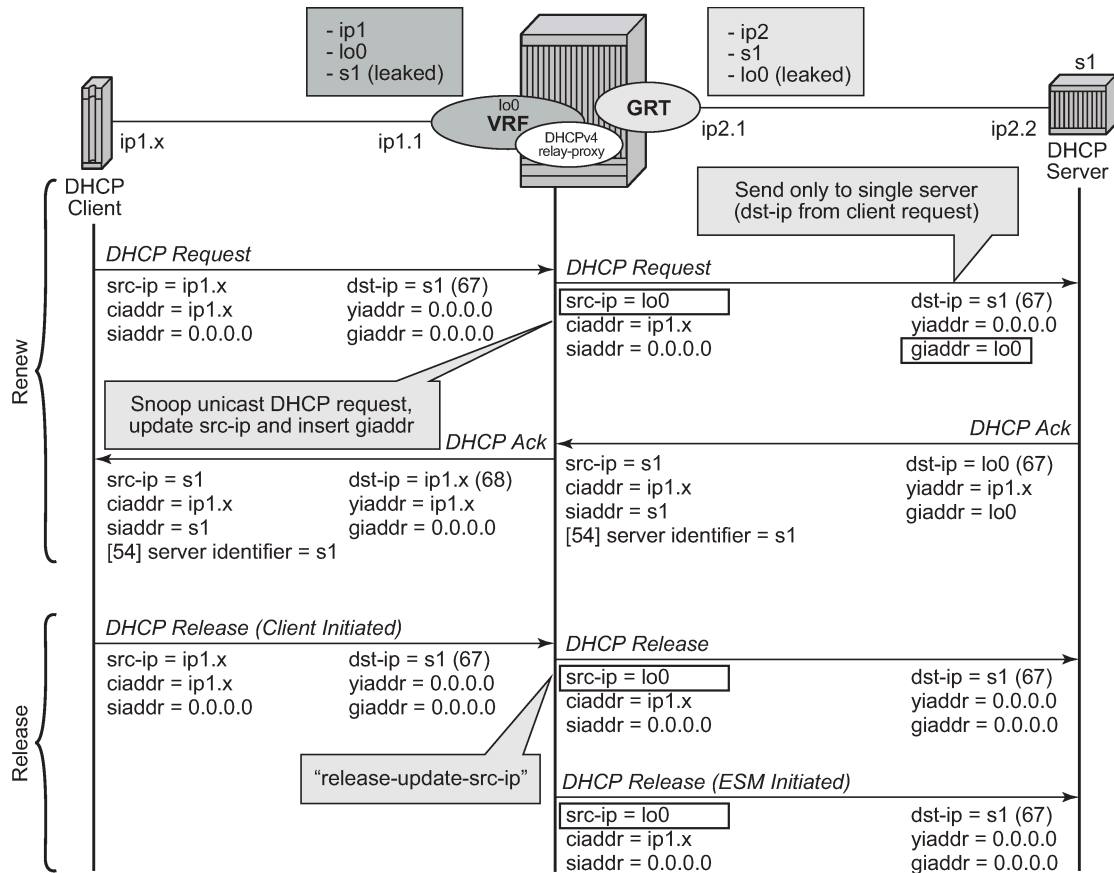 - ip1
- lo0
- s1 (leaked)
- ip2
- s1
- lo0 (leaked)
s1
lo0
VRF
GRT
DHCPv4
relay-proxy
ip1.x
ip1.1
ip2.1
ip2.2
DHCP
Client
DHCP
Server
Send only to single server
(dst-ip from client request)
Renew
DHCP Request
src-ip = ip1.x
dst-ip = s1 (67)
ciaddr = ip1.x
yiaddr = 0.0.0.0
siaddr = 0.0.0.0
giaddr = 0.0.0.0
DHCP Request
src-ip = lo0
dst-ip = s1 (67)
ciaddr = ip1.x
yiaddr = 0.0.0.0
siaddr = 0.0.0.0
giaddr = lo0
Snoop unicast DHCP request,
update src-ip and insert giaddr
DHCP Ack
src-ip = s1
dst-ip = ip1.x (68)
ciaddr = ip1.x
yiaddr = ip1.x
siaddr = s1
giaddr = 0.0.0.0
[54] server identifier = s1
DHCP Ack
src-ip = s1
dst-ip = lo0 (67)
ciaddr = ip1.x
yiaddr = ip1.x
siaddr = s1
giaddr = lo0
[54] server identifier = s1
Release
DHCP Release (Client Initiated)
src-ip = ip1.x
dst-ip = s1 (67)
ciaddr = ip1.x
yiaddr = 0.0.0.0
siaddr = 0.0.0.0
giaddr = 0.0.0.0
DHCP Release
src-ip = lo0
dst-ip = s1 (67)
ciaddr = ip1.x
yiaddr = 0.0.0.0
siaddr = 0.0.0.0
giaddr = 0.0.0.0
“release-update-src-ip”
DHCP Release (ESM Initiated)
src-ip = lo0
dst-ip = s1 (67)
ciaddr = ip1.x
yiaddr = 0.0.0.0
siaddr = 0.0.0.0
giaddr = 0.0.0.0